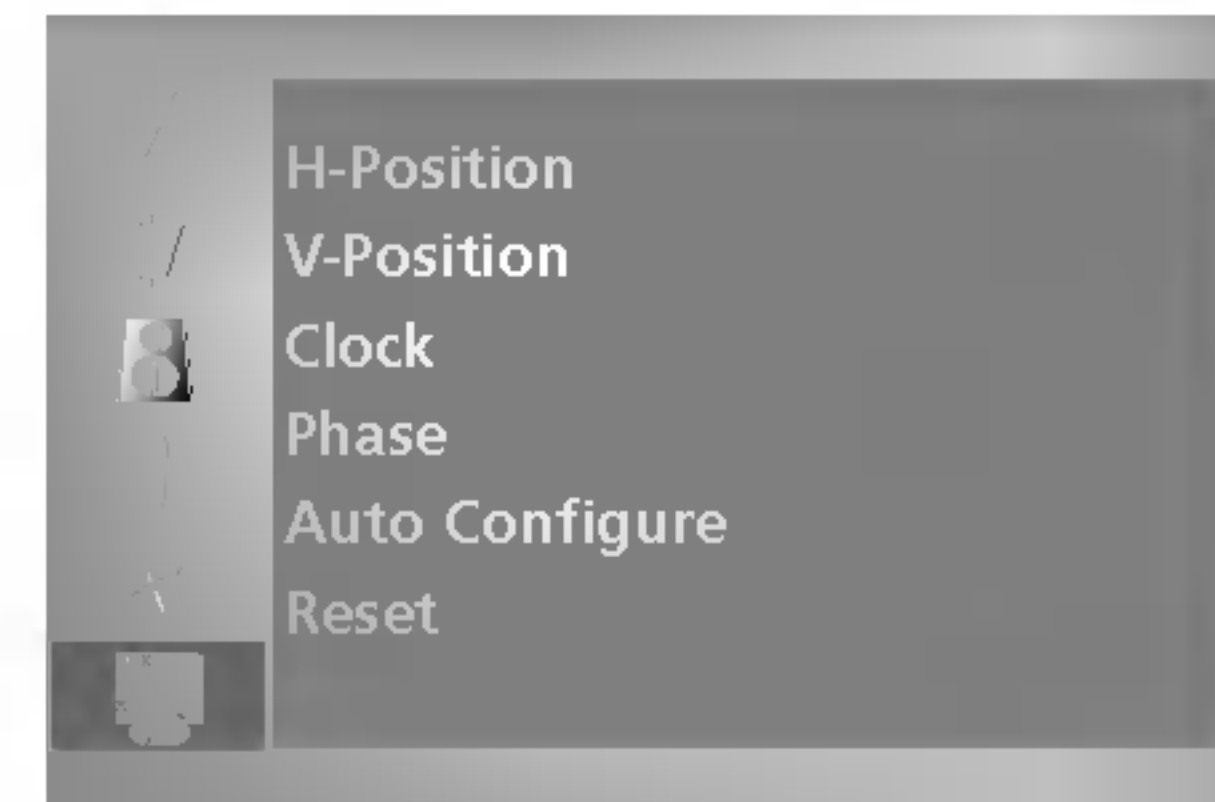 H-Position
V-Position
Clock
Phase
Auto Configure
Reset